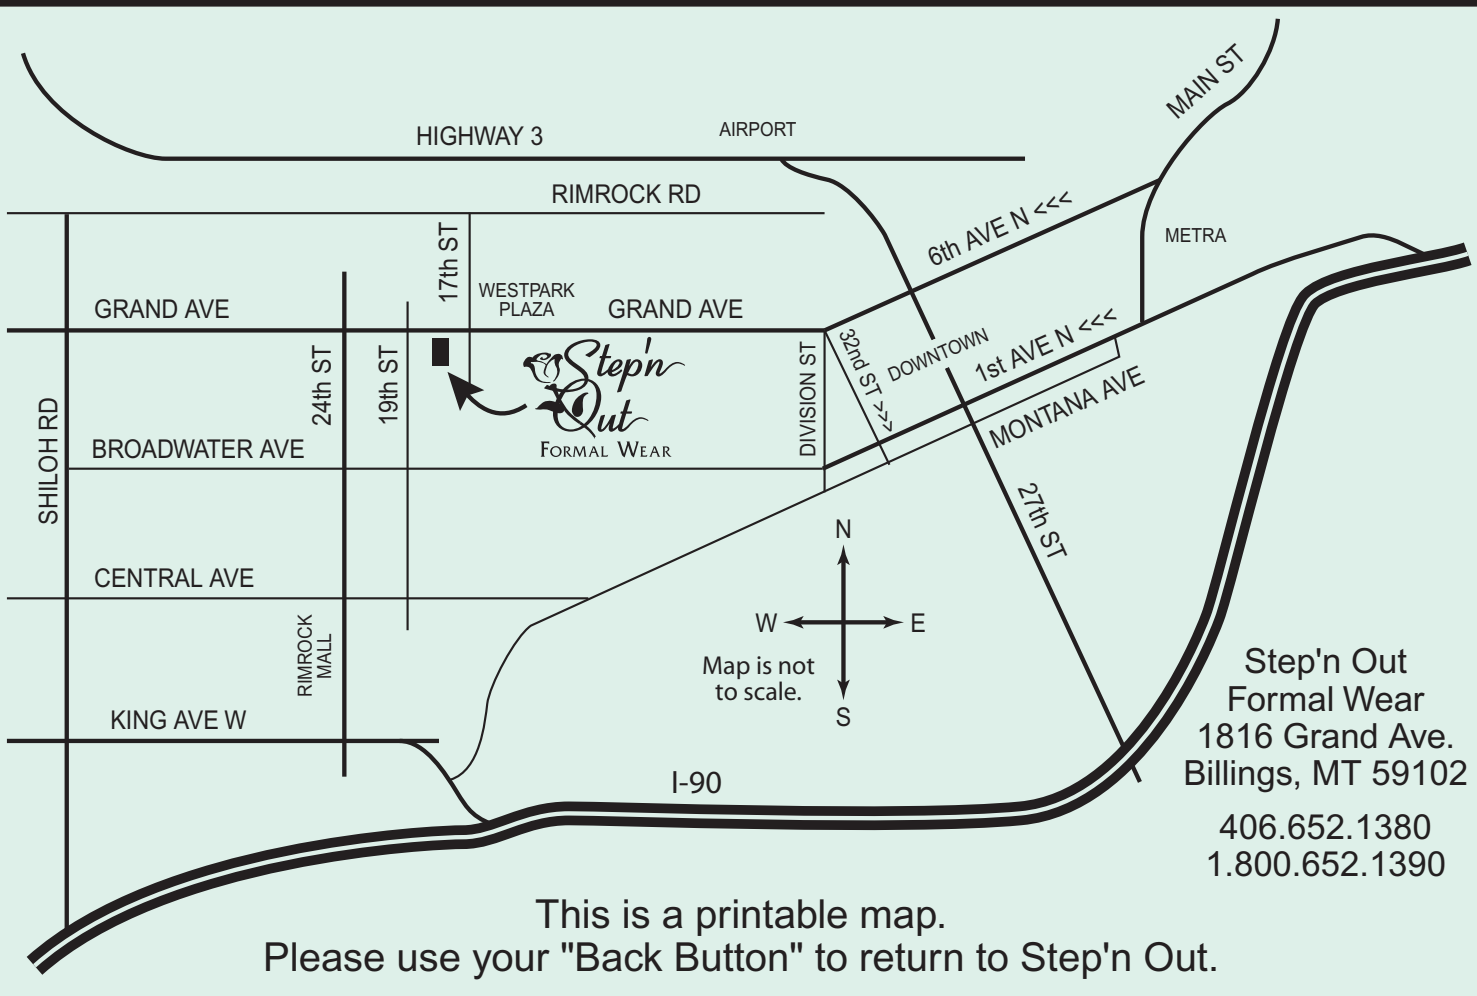 MAIN ST
HIGHWAY 3
AIRPORT
RIMROCK RD
6th AVE N <<<
METRA
17th ST
WESTPARK
PLAZA
GRAND AVE
GRAND AVE
24th ST
19th ST
Step'n
Out
FORMAL WEAR
DIVISION ST
32nd ST >>>
DOWNTOWN
1st AVE N <<<
MONTANA AVE
SHILOH RD
BROADWATER AVE
27th ST
N
W
E
S
CENTRAL AVE
RIMROCK
MALL
Map is not
to scale.
KING AVE W
I-90
Step'n Out
Formal Wear
1816 Grand Ave.
Billings, MT 59102
406.652.1380
1.800.652.1390
This is a printable map.
Please use your "Back Button" to return to Step'n Out.